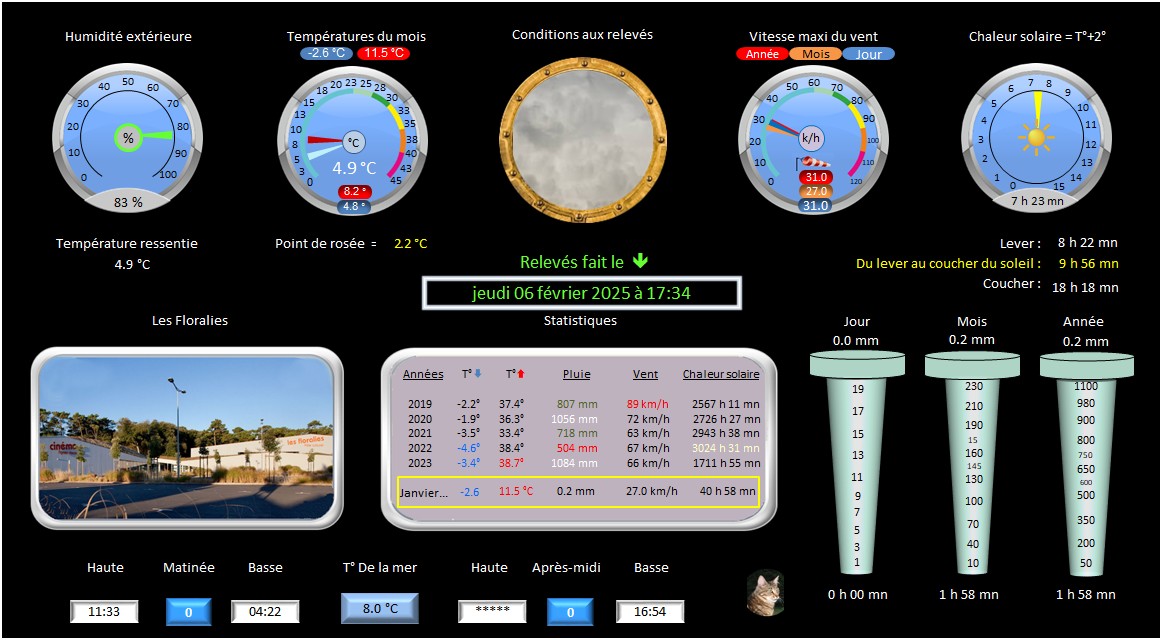 Humidité extérieure
Températures du mois
-2.6 °C 11.5 °C
Conditions aux relevés
Vitesse maxi du vent
Année Mois Jour
Chaleur solaire = T°+2°
0 10 20 30 40 50 60 70 80 90 100
%
83 %
0 3 5 8 10 13 15 18 20 23 25 28 30 33 35 38 40 43 45
°C
4.9 °C
8.2 °
4.8 °
0 10 20 30 40 50 60 70 80 90 100 110 120
k/h
31.0
27.0
31.0
0 1 2 3 4 5 6 7 8 9 10 11 12 13 14 15
7 h 23 mn
Température ressentie
4.9 °C
Point de rosée = 2.2 °C
Relevés fait le
jeudi 06 février 2025 à 17:34
Lever : 8 h 22 mn
Du lever au coucher du soleil : 9 h 56 mn
Coucher : 18 h 18 mn
Les Floralies
cinéma
les floralies
Statistiques
Années T° T° Pluie Vent Chaleur solaire
2019 -2.2° 37.4° 807 mm 89 km/h 2567 h 11 mn
2020 -1.9° 36.3° 1056 mm 72 km/h 2726 h 27 mn
2021 -3.5° 33.4° 718 mm 63 km/h 2943 h 38 mn
2022 -4.6° 38.4° 504 mm 67 km/h 3024 h 31 mn
2023 -3.4° 38.7° 1084 mm 66 km/h 1711 h 55 mn
Janvier... -2.6 11.5 °C 0.2 mm 27.0 km/h 40 h 58 mn
Jour
0.0 mm
19
17
15
13
11
9
7
5
3
1
0 h 00 mn
Mois
0.2 mm
230
210
190
15
160
145
130
100
70
40
10
1 h 58 mn
Année
0.2 mm
1100
980
900
800
750
650
600
500
350
200
50
1 h 58 mn
Haute Matinée Basse
11:33 0 04:22
T° De la mer
8.0 °C
Haute Après-midi Basse
***** 0 16:54